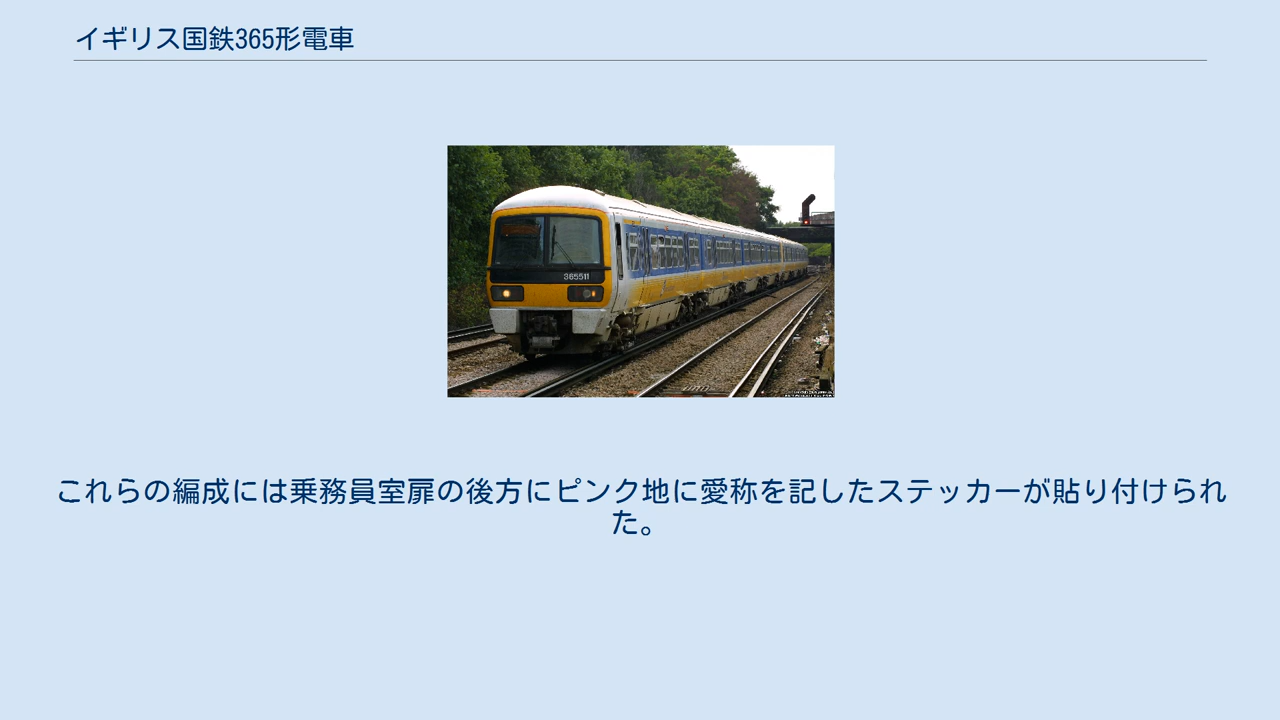 イギリス国鉄365形電車
365511
これらの編成には乗務員室扉の後方にピンク地に愛称を記したステッカーが貼り付けられ
た。